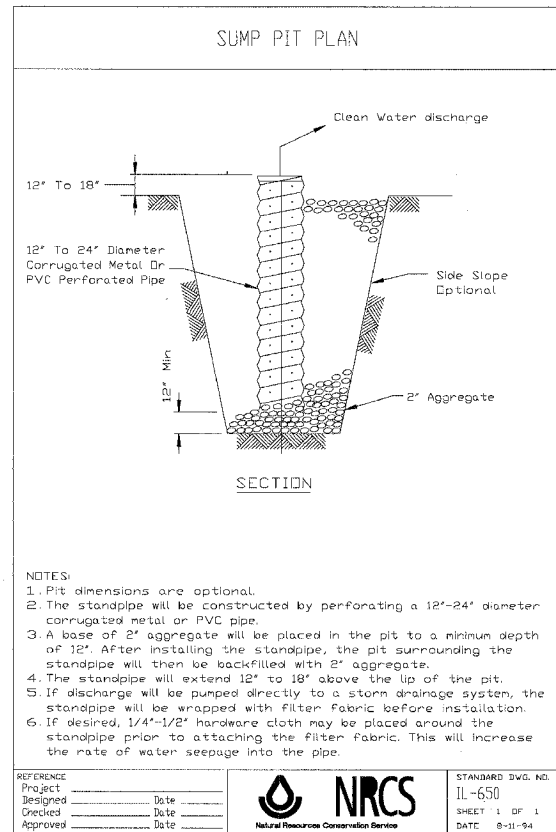 SUMP PIT PLAN
Clean Water discharge
12" To 18"
12" To 24" Diameter
Corrugated Metal Or
PVC Perforated Pipe
Side Slope
Optional
12" Min
2" Aggregate
SECTION
NOTES:
1. Pit dimensions are optional.
2. The standpipe will be constructed by perforating a 12"-24" diameter
corrugated metal or PVC pipe.
3. A base of 2" aggregate will be placed in the pit to a minimum depth
of 12". After installing the standpipe, the pit surrounding the
standpipe will then be backfilled with 2" aggregate.
4. The standpipe will extend 12" to 18" above the lip of the pit.
5. If discharge will be pumped directly to a storm drainage system, the
standpipe will be wrapped with filter fabric before installation.
6. If desired, 1/4"-1/2" hardware cloth may be placed around the
standpipe prior to attaching the filter fabric. This will increase
the rate of water seepage into the pipe.
REFERENCE
Project
Designed Date
Checked Date
Approved Date
NRCS
Natural Resources Conservation Service
STANDARD DWG. NO.
IL-650
SHEET 1 OF 1
DATE 8-11-94